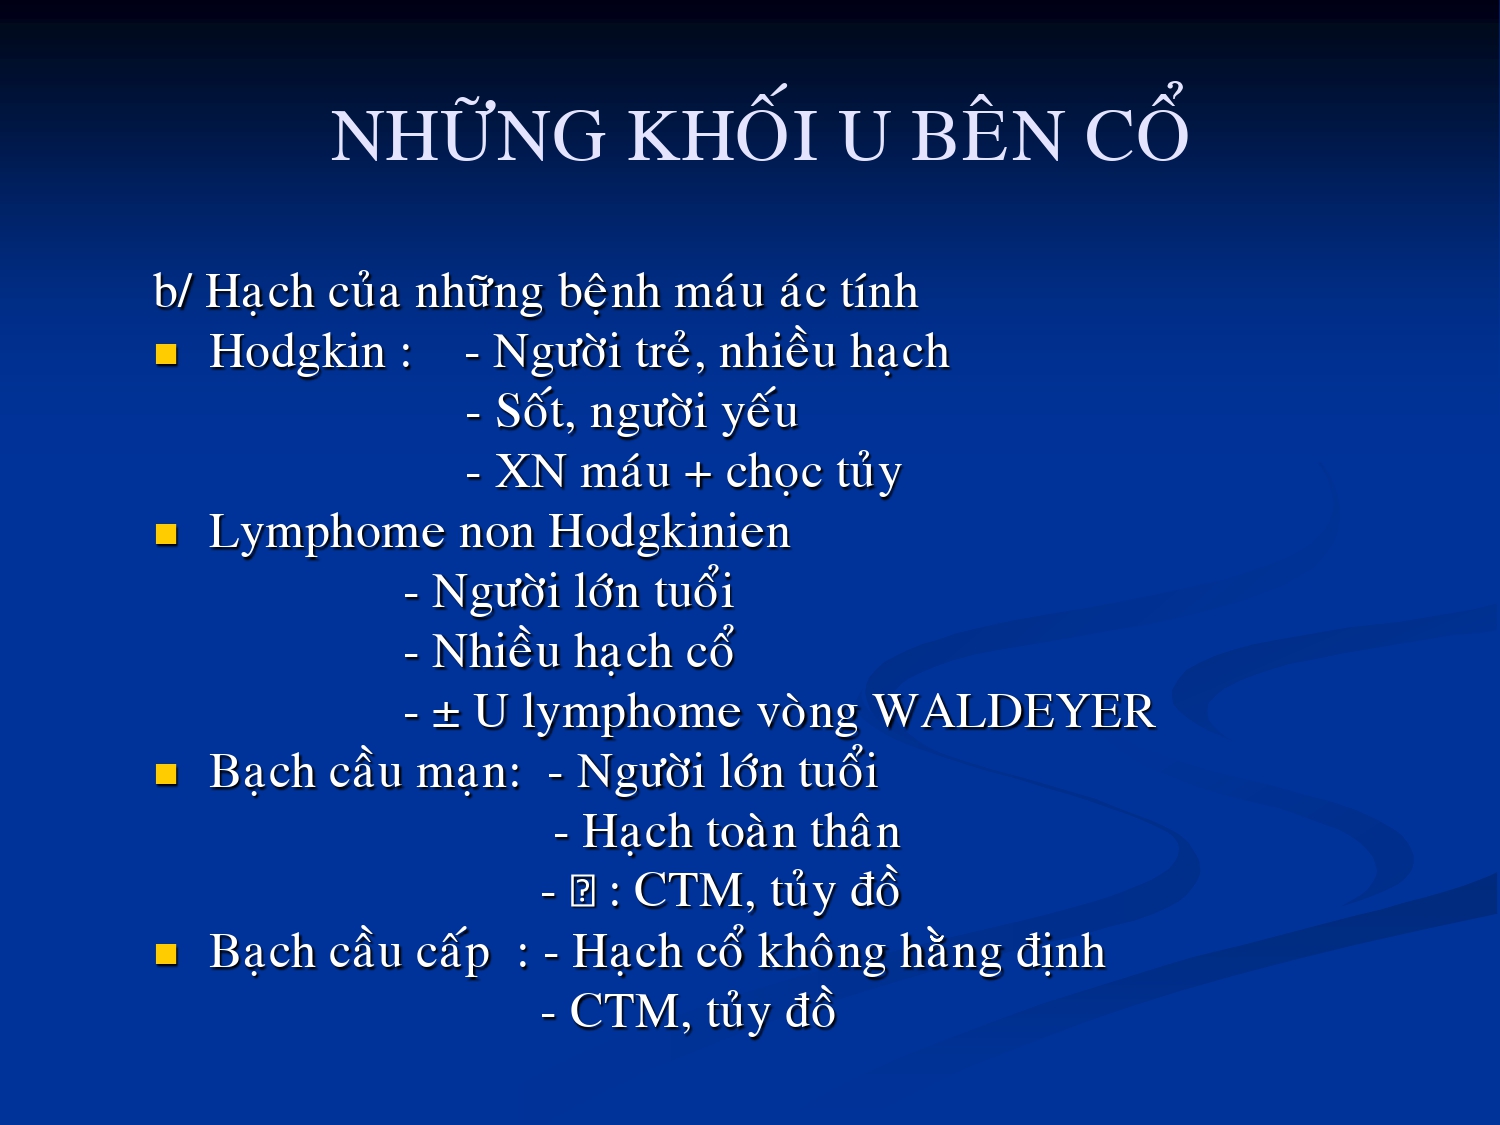 NHỮNG KHỐI U BÊN CỔ
b/ Hạch của những bệnh máu ác tính
Hodgkin : - Người trẻ, nhiều hạch
- Sốt, người yếu
- XN máu + chọc tủy
Lymphome non Hodgkinien
- Người lớn tuổi
- Nhiều hạch cổ
- ± U lymphome vòng WALDEYER
Bạch cầu mạn: - Người lớn tuổi
- Hạch toàn thân
- : CTM, tủy đồ
Bạch cầu cấp : - Hạch cổ không hằng định
- CTM, tủy đồ